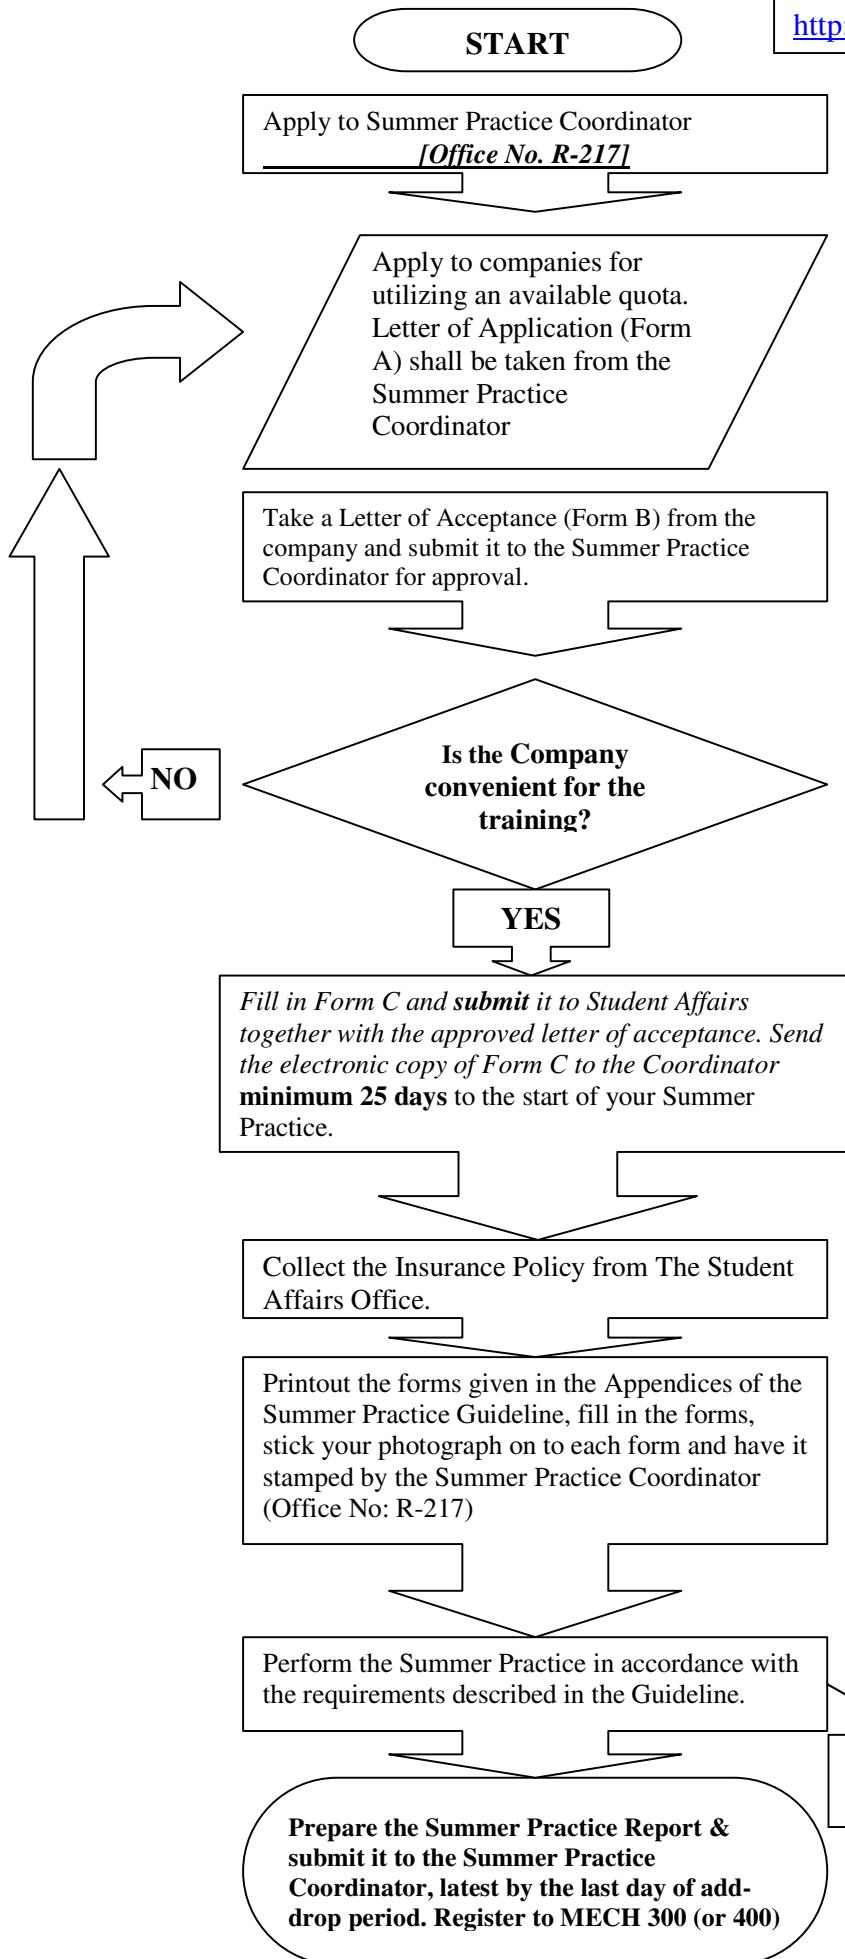 http:
START
Apply to Summer Practice Coordinator
[Office No. R-217]
Apply to companies for
utilizing an available quota.
Letter of Application (Form
A) shall be taken from the
Summer Practice
Coordinator
Take a Letter of Acceptance (Form B) from the
company and submit it to the Summer Practice
Coordinator for approval.
Is the Company
convenient for the
training?
NO
YES
Fill in Form C and submit it to Student Affairs
together with the approved letter of acceptance. Send
the electronic copy of Form C to the Coordinator
minimum 25 days to the start of your Summer
Practice.
Collect the Insurance Policy from The Student
Affairs Office.
Printout the forms given in the Appendices of the
Summer Practice Guideline, fill in the forms,
stick your photograph on to each form and have it
stamped by the Summer Practice Coordinator
(Office No: R-217)
Perform the Summer Practice in accordance with
the requirements described in the Guideline.
Prepare the Summer Practice Report &
submit it to the Summer Practice
Coordinator, latest by the last day of add-
drop period. Register to MECH 300 (or 400)